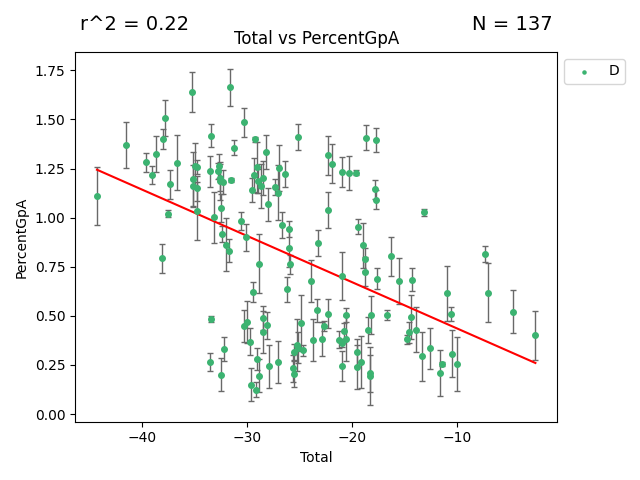 r^2 = 0.22
N = 137
Total vs PercentGpA
D
PercentGpA
1.75
1.50
1.25
1.00
0.75
0.50
0.25
0.00
−40
−30
−20
−10
Total